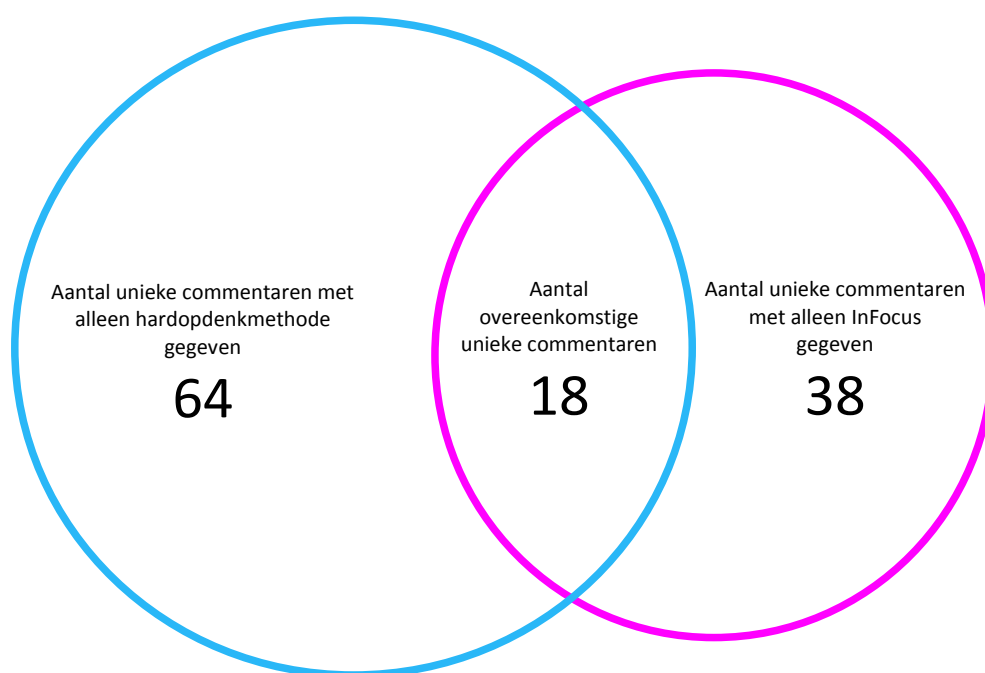 Aantal unieke commentaren met
alleen hardopdenkmethode
gegeven
64
Aantal
overeenkomstige
unieke commentaren
18
Aantal unieke commentaren
met alleen InFocus
gegeven
38